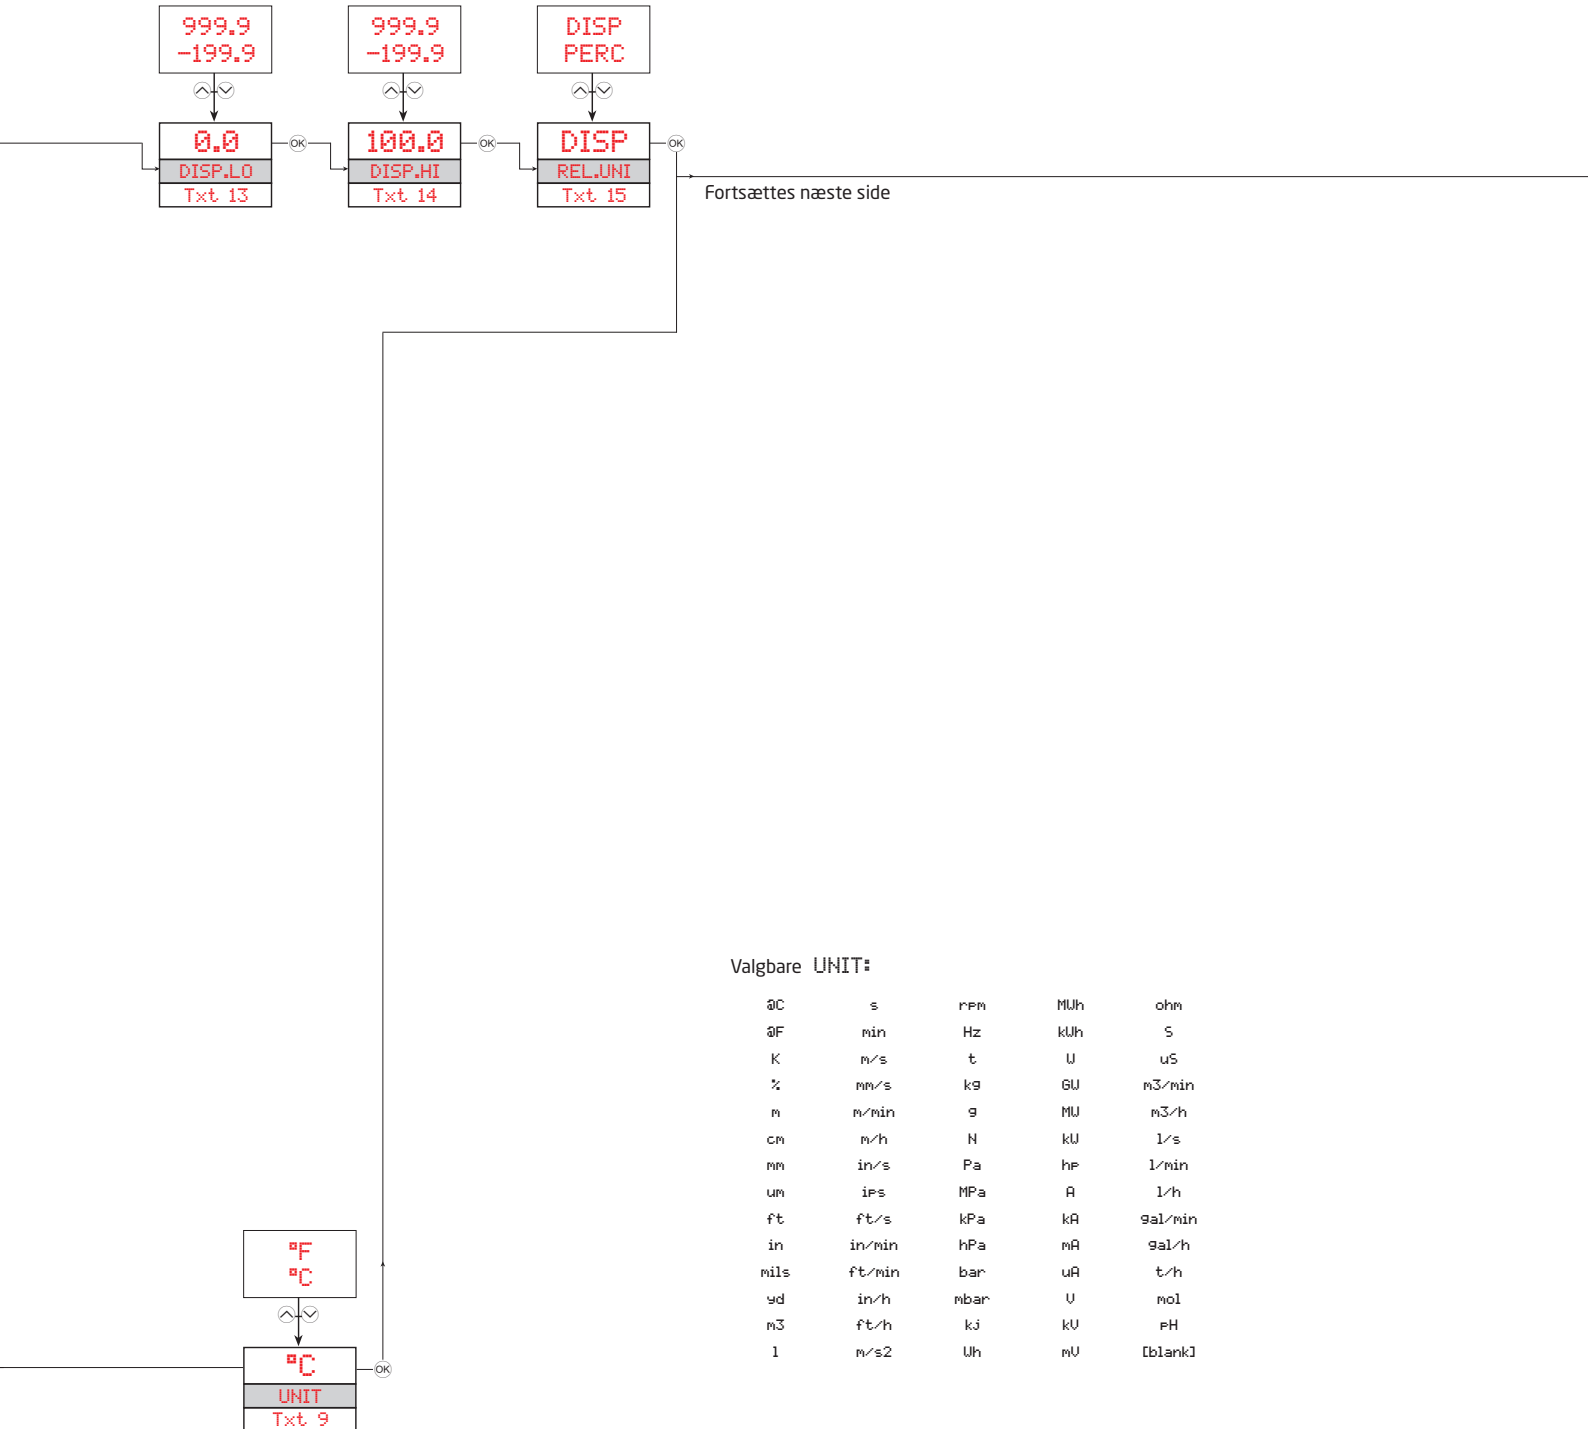 999.9
-199.9
999.9
-199.9
DISP
PERC
0.0
OK
100.0
OK
DISP
OK
DISP.LO
DISP.HI
REL.UNI
Txt 13
Txt 14
Txt 15
Fortsættes næste side
Valgbare UNIT:
@C s rpm MWh ohm
@F min Hz kWh S
K m/s t W uS
% mm/s kg GW m3/min
m m/min g MW m3/h
cm m/h N kW l/s
mm in/s Pa hp l/min
um ips MPa A l/h
ft ft/s kPa kA gal/min
in in/min hPa mA gal/h
mils ft/min bar uA t/h
yd in/h mbar V mol
m3 ft/h kj kV pH
l m/s2 Wh mV [blank]
°F
°C
°C
OK
UNIT
Txt 9